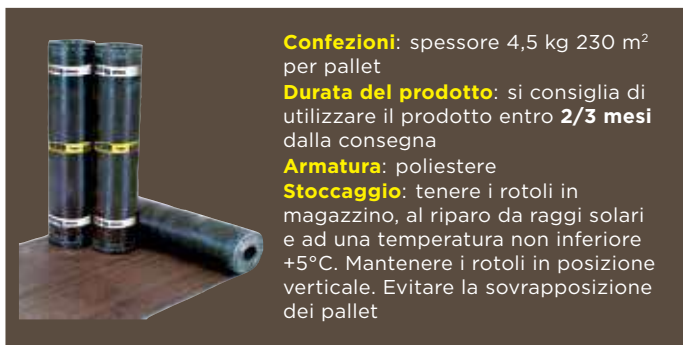 Confezioni: spessore 4,5 kg 230 m²
per pallet
Durata del prodotto: si consiglia di
utilizzare il prodotto entro 2/3 mesi
dalla consegna
Armatura: poliestere
Stoccaggio: tenere i rotoli in
magazzino, al riparo da raggi solari
e ad una temperatura non inferiore
+5°C. Mantenere i rotoli in posizione
verticale. Evitare la sovrapposizione
dei pallet